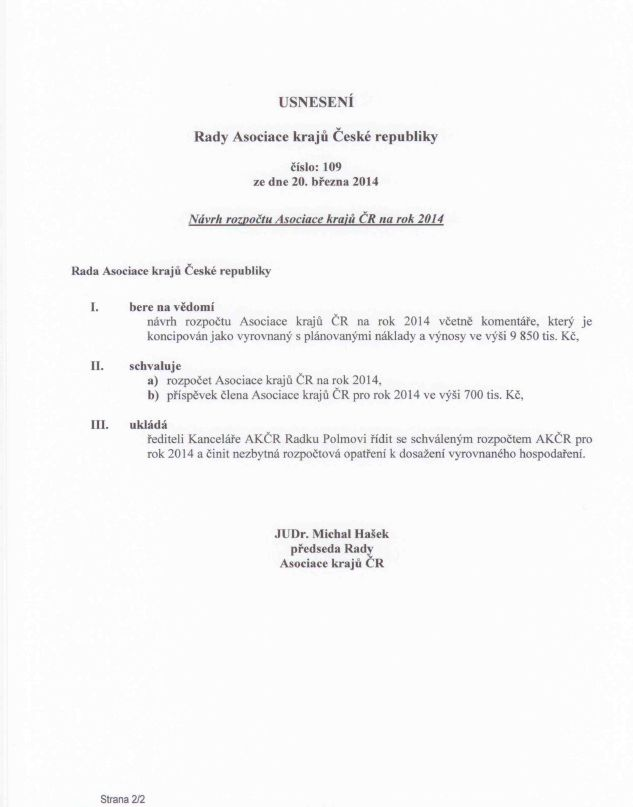 USNESENÍ
Rady Asociace krajů České republiky
číslo: 109
ze dne 20. března 2014
Návrh rozpočtu Asociace krajů ČR na rok 2014
Rada Asociace krajů České republiky
I. bere na vědomí
návrh rozpočtu Asociace krajů ČR na rok 2014 včetně komentáře, který je
koncipován jako vyrovnaný s plánovanými náklady a výnosy ve výši 9 850 tis. Kč,
II. schvaluje
a) rozpočet Asociace krajů ČR na rok 2014,
b) příspěvek člena Asociace krajů ČR pro rok 2014 ve výši 700 tis. Kč,
III. ukládá
řediteli Kanceláře AKČR Radku Polmovi řídit se schváleným rozpočtem AKČR pro
rok 2014 a činit nezbytná rozpočtová opatření k dosažení vyrovnaného hospodaření.
JUDr. Michal Hašek
předseda Rady
Asociace krajů ČR
Strana 2/2